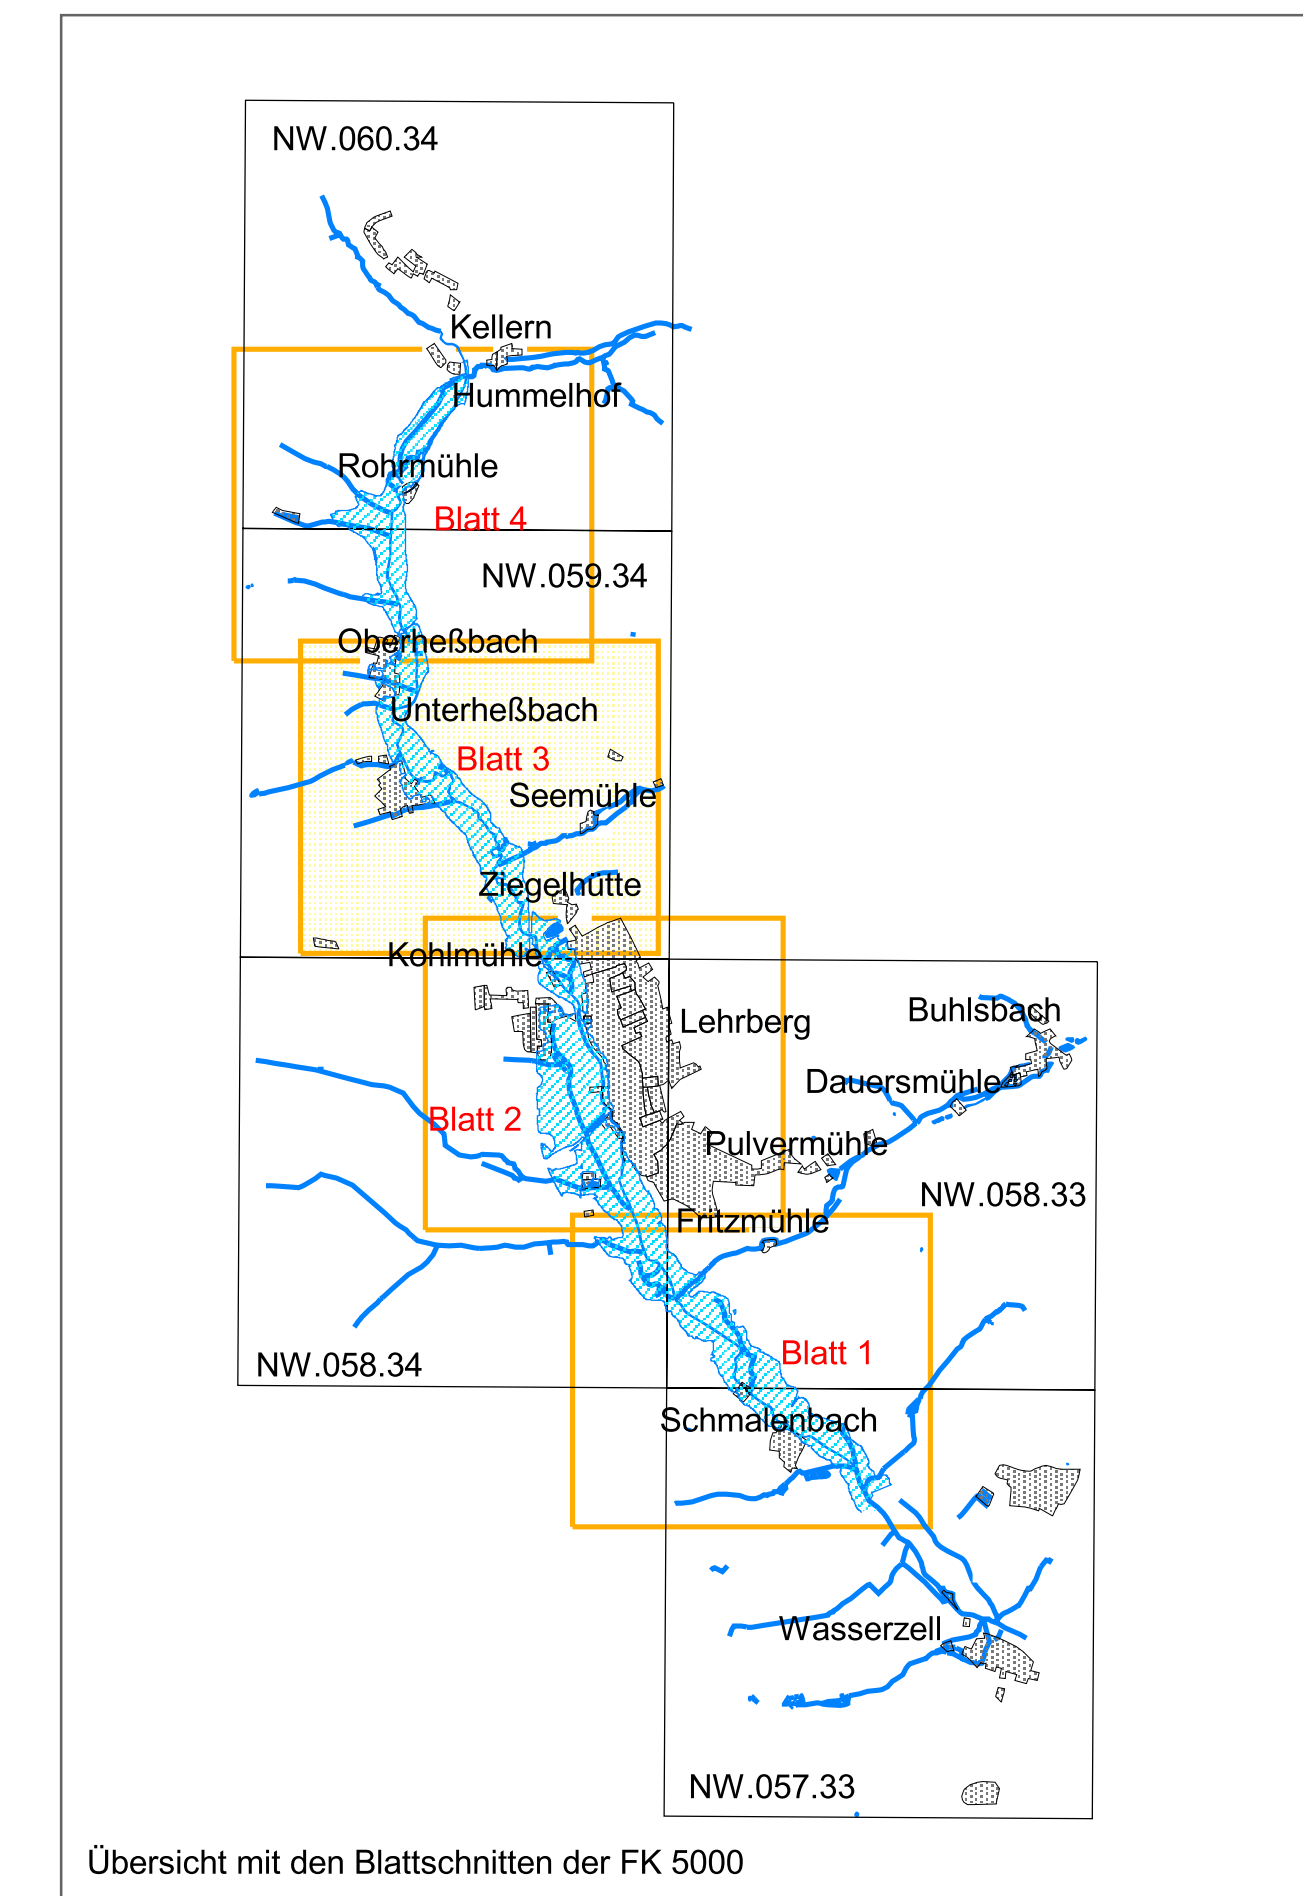 NW.060.34
Kellern
Hummelhof
Rohrmühle
Blatt 4
NW.059.34
Oberheßbach
Unterheßbach
Blatt 3
Seemühle
Ziegelhütte
Kohlmühle
Lehrberg
Buhlsbach
Dauersmühle
Blatt 2
Pulvermühle
NW.058.33
Fritzmühle
Blatt 1
NW.058.34
Schmalenbach
Wasserzell
NW.057.33
Übersicht mit den Blattschnitten der FK 5000